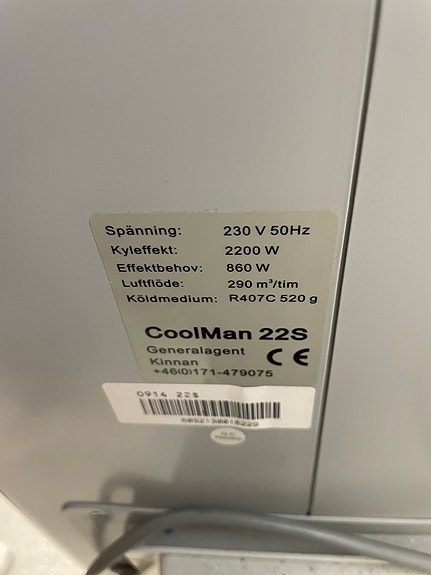 Spänning: 230 V 50Hz
Kyleffekt: 2200 W
Effektbehov: 860 W
Luftflöde: 290 m³/tim
Köldmedium: R407C 520 g
CoolMan 22S
Generalagent
Kinnan
+46(0)171-479075
CE
0914 22S